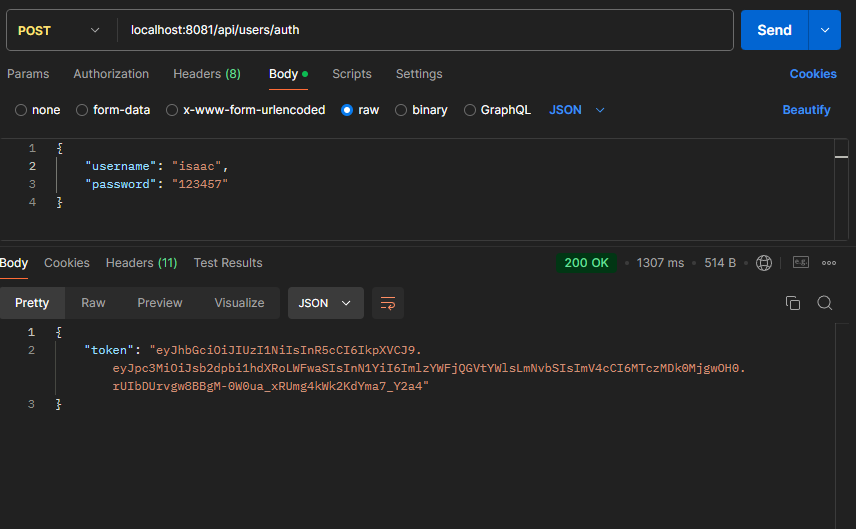 POST localhost:8081/api/users/auth Send
Params Authorization Headers (8) Body Scripts Settings Cookies
none form-data x-www-form-urlencoded raw binary GraphQL JSON Beautify
1 {
2 "username": "isaac",
3 "password": "123457"
4 }
Body Cookies Headers (11) Test Results 200 OK • 1307 ms • 514 B • e.g.
Pretty Raw Preview Visualize JSON
1 {
2 "token": "eyJhbGciOiJIUzI1NiIsInR5cCI6IkpXVCJ9.
eyJpc3MiOiJsb2dpbi1hdXRoLWFwaSIsInN1YiI6ImlzYWFjQGVtYWlsLmNvbSIsImV4cCI6MTczMDk0MjgwOH0.
rUIbDUrvgw8BBgM-0W0ua_xRUmg4kWk2KdYma7_Y2a4"
3 }